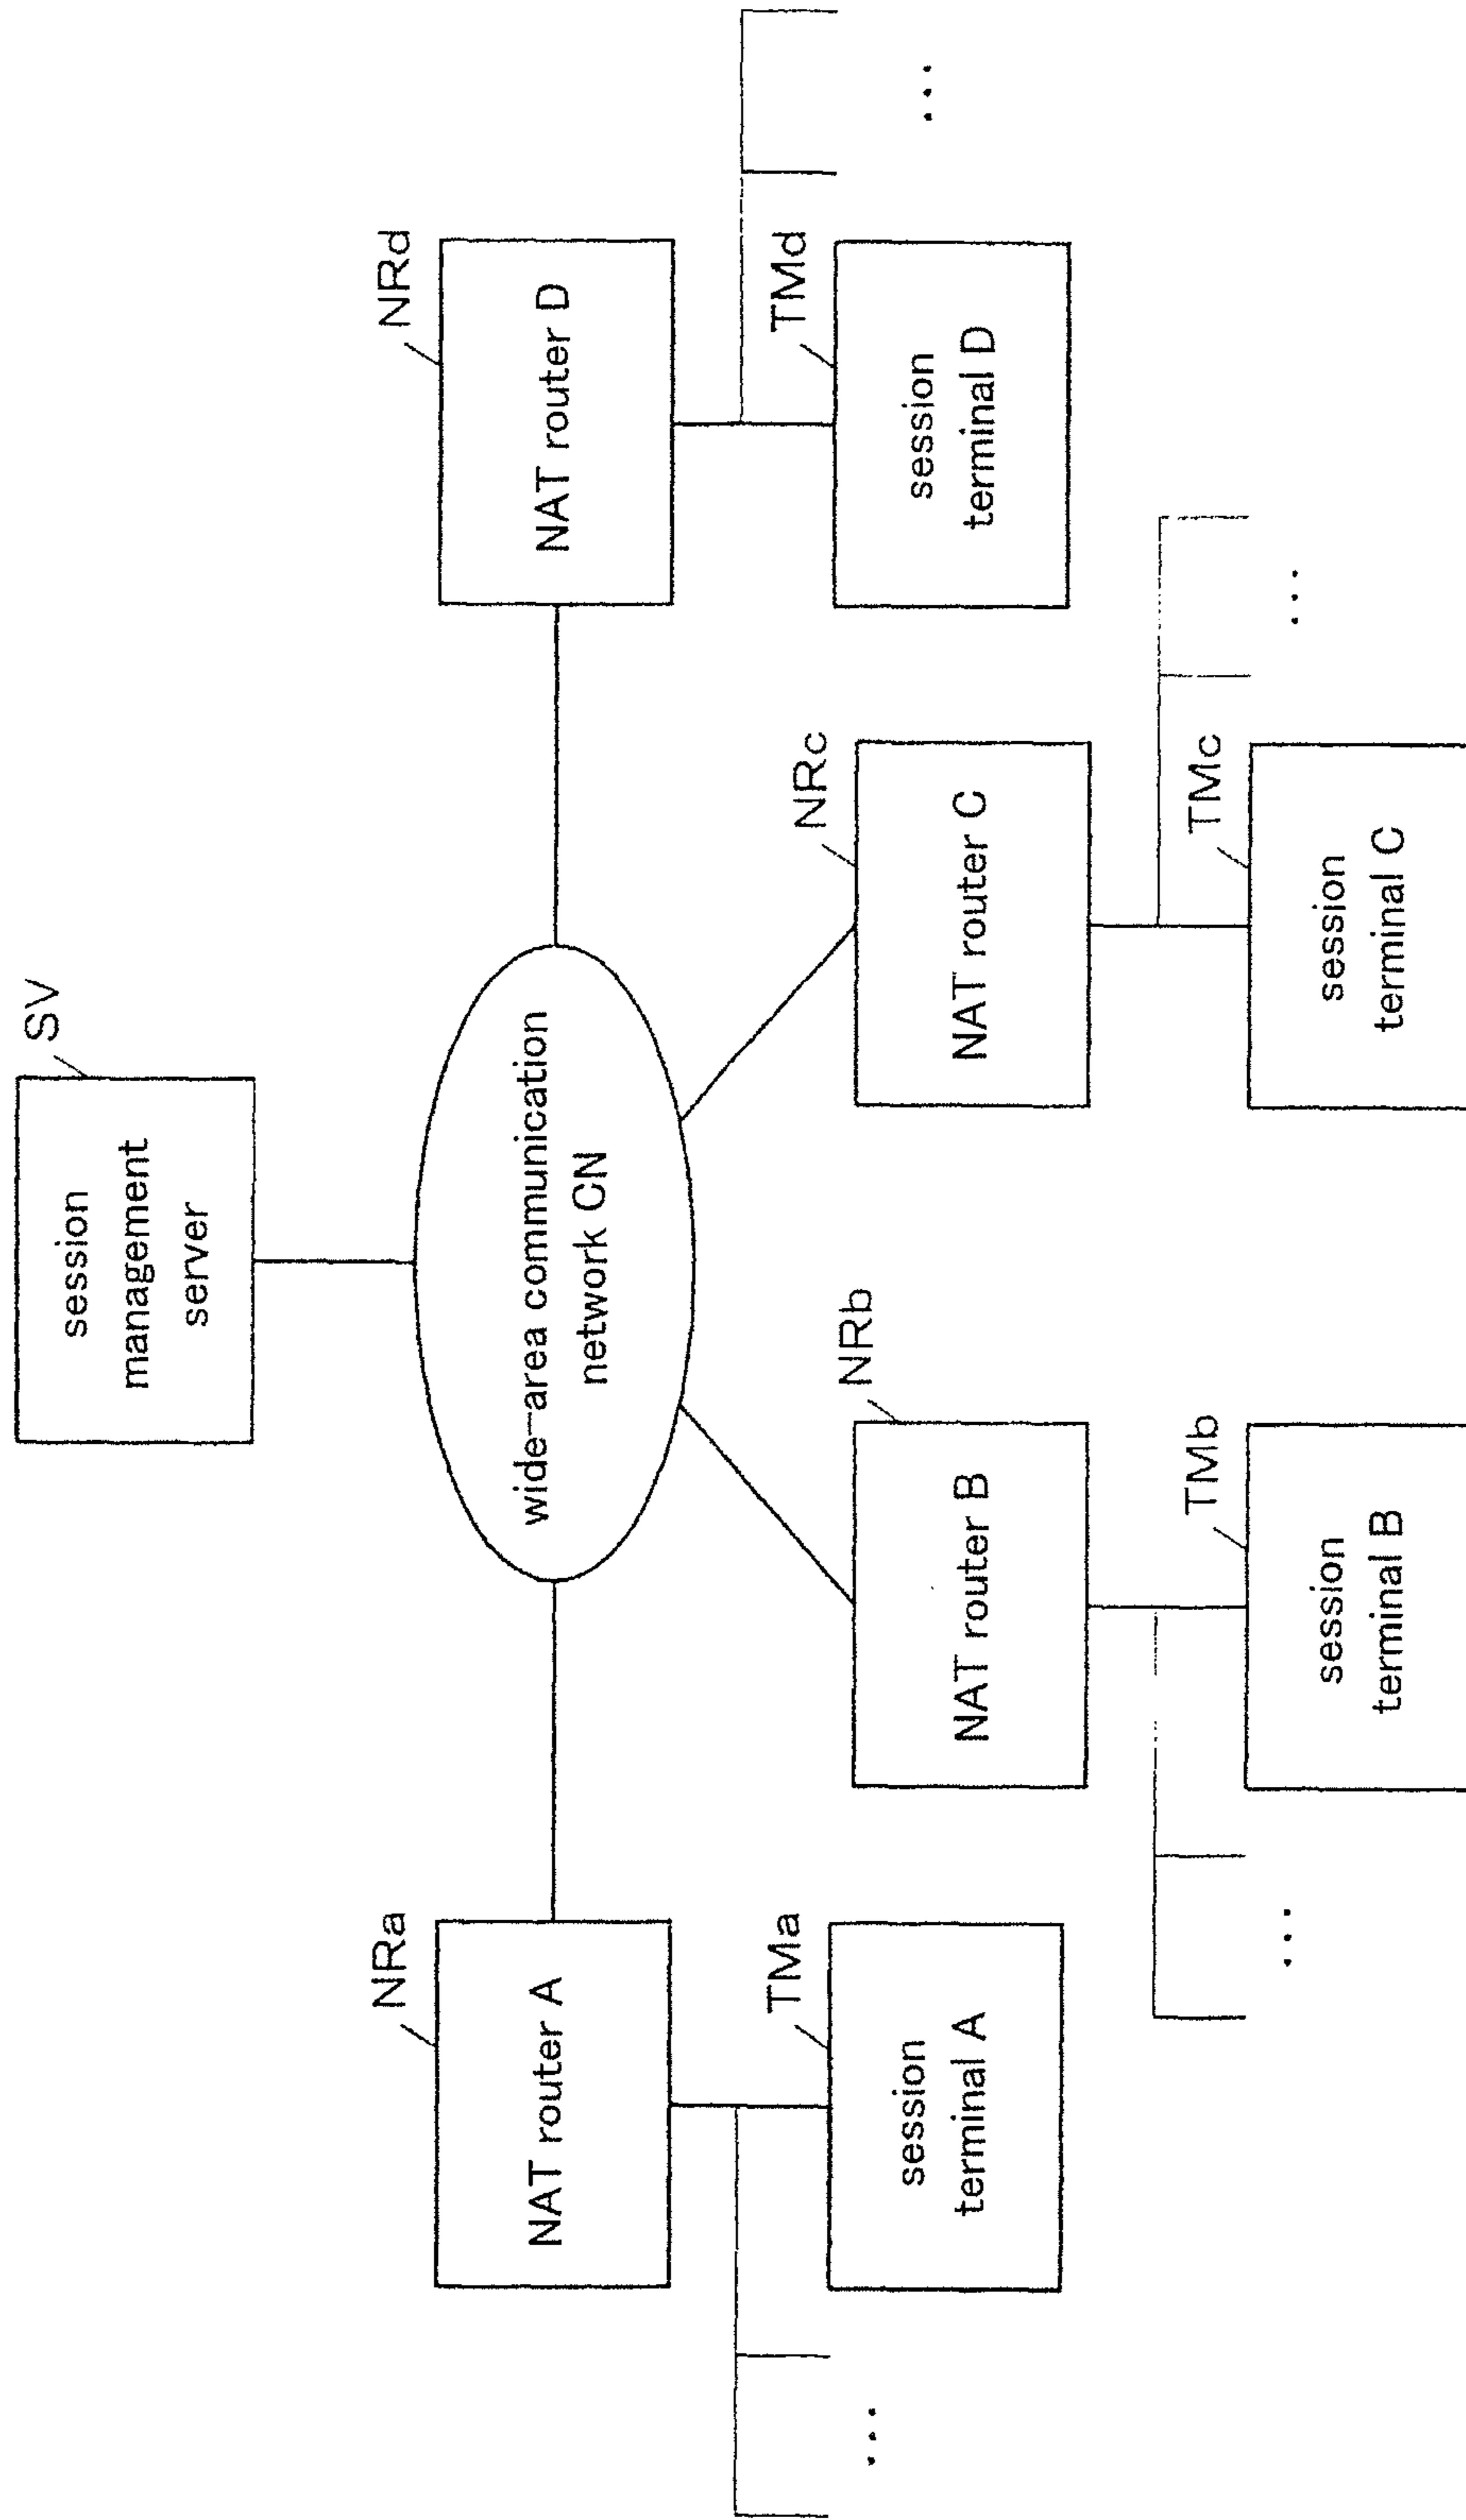 SV
session
management
server
wide-area communication
network CN
NRa
NAT router A
TMa
session
terminal A
...
NRb
NAT router B
TMb
session
terminal B
...
NRc
NAT router C
TMc
session
terminal C
...
NRd
NAT router D
TMd
session
terminal D
...